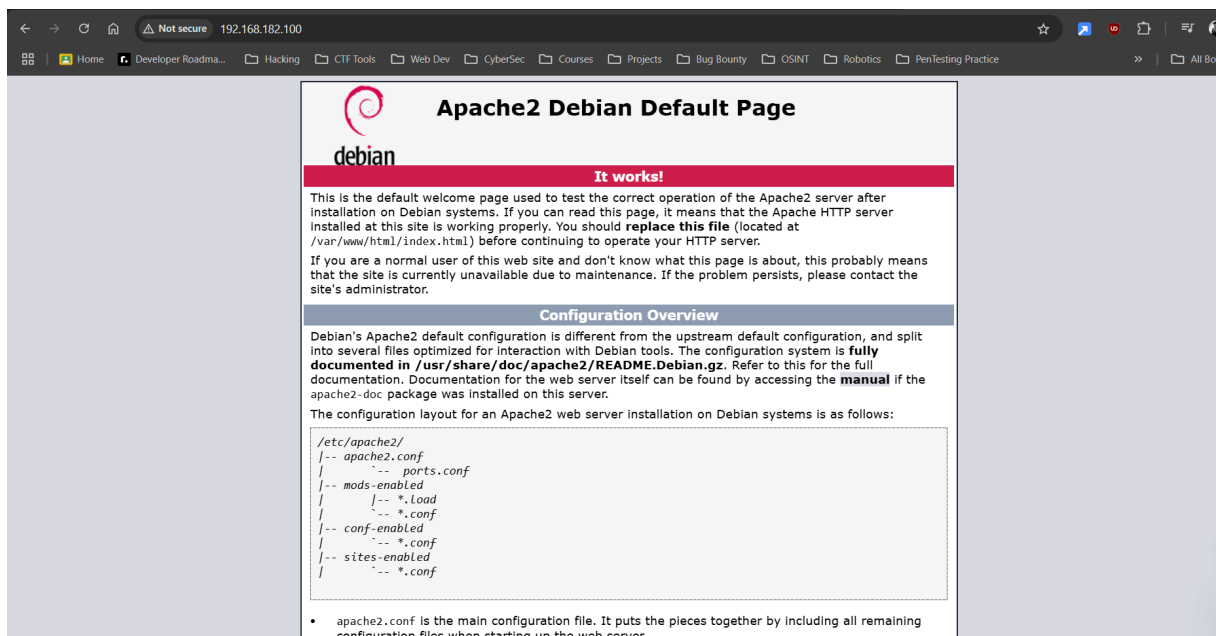 Not secure 192.168.182.100
Home Developer Roadma... Hacking CTF Tools Web Dev CyberSec Courses Projects Bug Bounty OSINT Robotics PenTesting Practice » All Bo
debian
Apache2 Debian Default Page
It works!
This is the default welcome page used to test the correct operation of the Apache2 server after
installation on Debian systems. If you can read this page, it means that the Apache HTTP server
installed at this site is working properly. You should replace this file (located at
/var/www/html/index.html) before continuing to operate your HTTP server.
If you are a normal user of this web site and don't know what this page is about, this probably means
that the site is currently unavailable due to maintenance. If the problem persists, please contact the
site's administrator.
Configuration Overview
Debian's Apache2 default configuration is different from the upstream default configuration, and split
into several files optimized for interaction with Debian tools. The configuration system is fully
documented in /usr/share/doc/apache2/README.Debian.gz. Refer to this for the full
documentation. Documentation for the web server itself can be found by accessing the manual if the
apache2-doc package was installed on this server.
The configuration layout for an Apache2 web server installation on Debian systems is as follows:
/etc/apache2/
|-- apache2.conf
|       `--  ports.conf
|-- mods-enabled
|       |-- *.load
|       `-- *.conf
|-- conf-enabled
|       `-- *.conf
|-- sites-enabled
|       `-- *.conf
• apache2.conf is the main configuration file. It puts the pieces together by including all remaining
configuration files when starting up the web server.